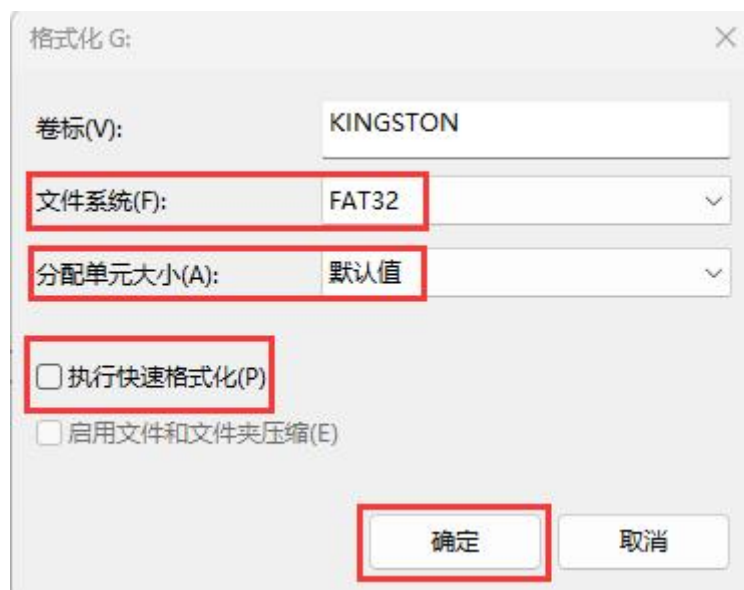 格式化 G:
卷标(V): KINGSTON
文件系统(F): FAT32
分配单元大小(A): 默认值
执行快速格式化(P)
启用文件和文件夹压缩(E)
确定 取消